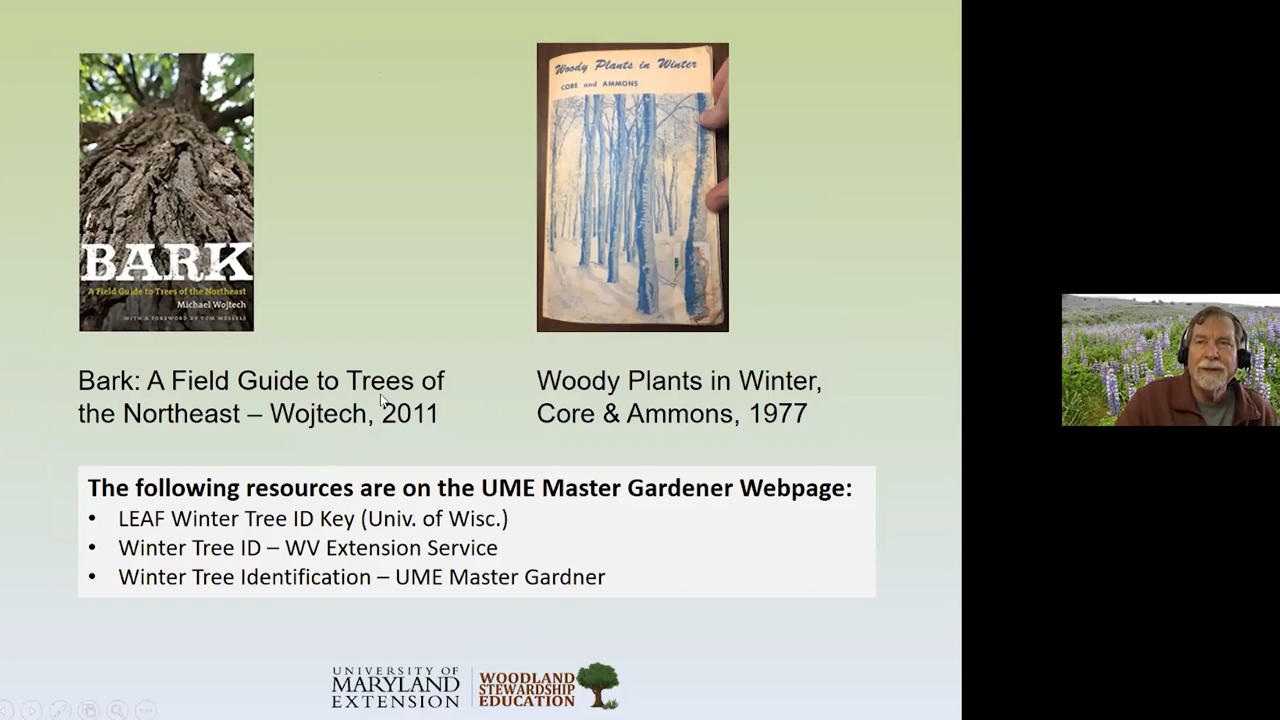 BARK
A Field Guide to Trees of the Northeast
Michael Wojtech
WITH A FOREWORD BY TOM WESSELS
Woody Plants in Winter
CORE and AMMONS
Bark: A Field Guide to Trees of
the Northeast – Wojtech, 2011
Woody Plants in Winter,
Core & Ammons, 1977
The following resources are on the UME Master Gardener Webpage:
• LEAF Winter Tree ID Key (Univ. of Wisc.)
• Winter Tree ID – WV Extension Service
• Winter Tree Identification – UME Master Gardner
UNIVERSITY OF
MARYLAND
EXTENSION
WOODLAND
STEWARDSHIP
EDUCATION